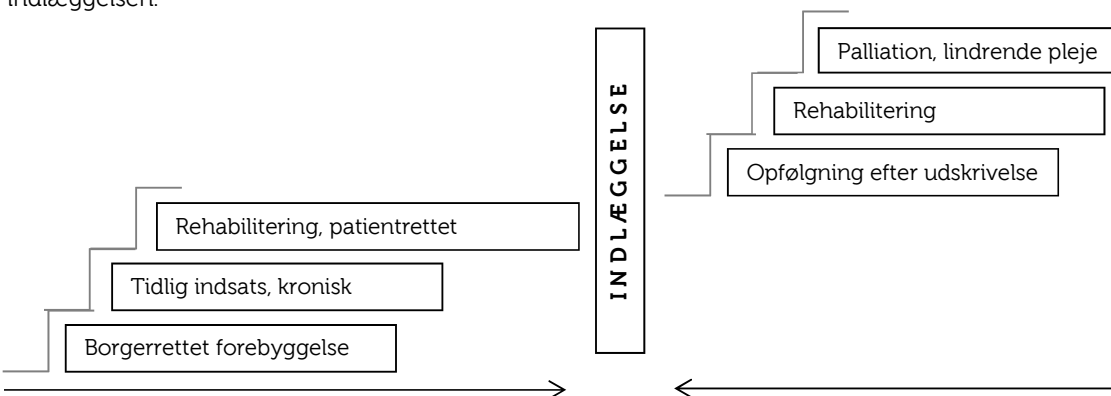 indlæggelsen.
Palliation, lindrende pleje
Rehabilitering
Opfølgning efter udskrivelse
INDLÆGGELSE
Rehabilitering, patientrettet
Tidlig indsats, kronisk
Borgerrettet forebyggelse